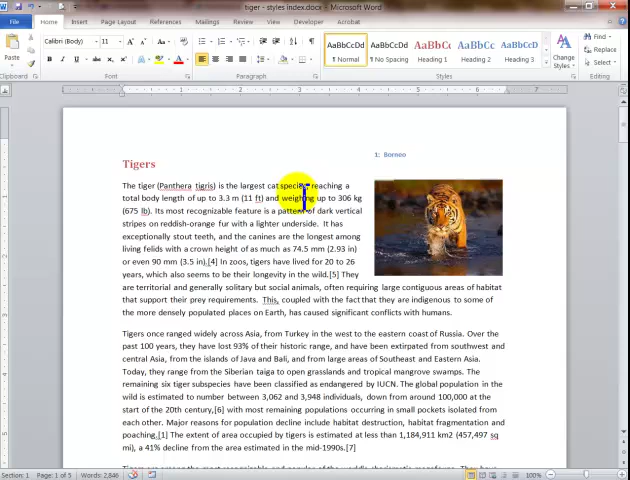 tiger - styles index.docx - Microsoft Word
File Home Insert Page Layout References Mailings Review View Developer Acrobat
Calibri (Body) 11
Paste
Clipboard Font Paragraph Styles Editing
AaBbCcDd AaBbCcDd AaBbCc AaBbCc AaBbCcD
¶ Normal ¶ No Spacing Heading 1 Heading 2 Heading 3
Change Styles
Find
Replace
Select
1: Borneo
Tigers
The tiger (Panthera tigris) is the largest cat species, reaching a
total body length of up to 3.3 m (11 ft) and weighing up to 306 kg
(675 lb). Its most recognizable feature is a pattern of dark vertical
stripes on reddish-orange fur with a lighter underside. It has
exceptionally stout teeth, and the canines are the longest among
living felids with a crown height of as much as 74.5 mm (2.93 in)
or even 90 mm (3.5 in).[4] In zoos, tigers have lived for 20 to 26
years, which also seems to be their longevity in the wild.[5] They
are territorial and generally solitary but social animals, often requiring large contiguous areas of habitat
that support their prey requirements. This, coupled with the fact that they are indigenous to some of
the more densely populated places on Earth, has caused significant conflicts with humans.
Tigers once ranged widely across Asia, from Turkey in the west to the eastern coast of Russia. Over the
past 100 years, they have lost 93% of their historic range, and have been extirpated from southwest and
central Asia, from the islands of Java and Bali, and from large areas of Southeast and Eastern Asia.
Today, they range from the Siberian taiga to open grasslands and tropical mangrove swamps. The
remaining six tiger subspecies have been classified as endangered by IUCN. The global population in the
wild is estimated to number between 3,062 and 3,948 individuals, down from around 100,000 at the
start of the 20th century,[6] with most remaining populations occurring in small pockets isolated from
each other. Major reasons for population decline include habitat destruction, habitat fragmentation and
poaching.[1] The extent of area occupied by tigers is estimated at less than 1,184,911 km2 (457,497 sq
mi), a 41% decline from the area estimated in the mid-1990s.[7]
Section: 1 Page: 1 of 5 Words: 2,846 100%